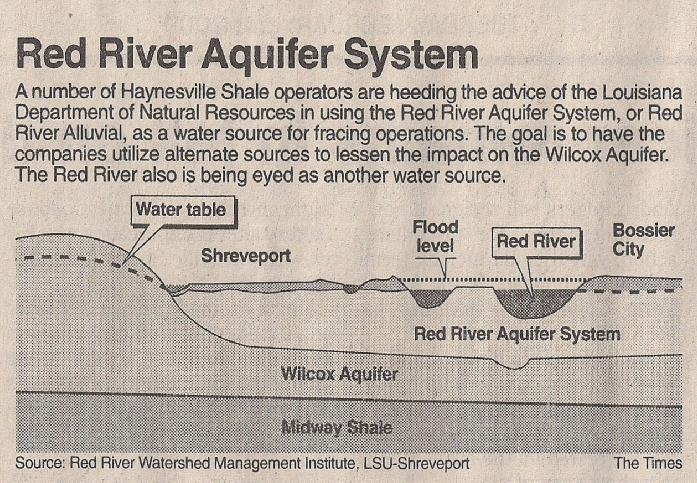 Red River Aquifer System
A number of Haynesville Shale operators are heeding the advice of the Louisiana
Department of Natural Resources in using the Red River Aquifer System, or Red
River Alluvial, as a water source for fracing operations. The goal is to have the
companies utilize alternate sources to lessen the impact on the Wilcox Aquifer.
The Red River also is being eyed as another water source.
Water table
Shreveport
Flood
level
Red River
Bossier
City
Red River Aquifer System
Wilcox Aquifer
Midway Shale
Source: Red River Watershed Management Institute, LSU-Shreveport
The Times